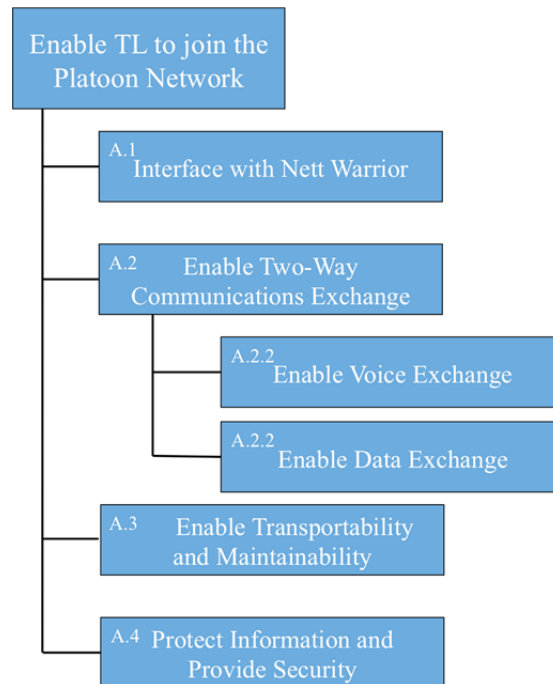 Enable TL to join the
Platoon Network
A.1
Interface with Nett Warrior
A.2
Enable Two-Way
Communications Exchange
A.2.2
Enable Voice Exchange
A.2.2
Enable Data Exchange
A.3
Enable Transportability
and Maintainability
A.4
Protect Information and
Provide Security